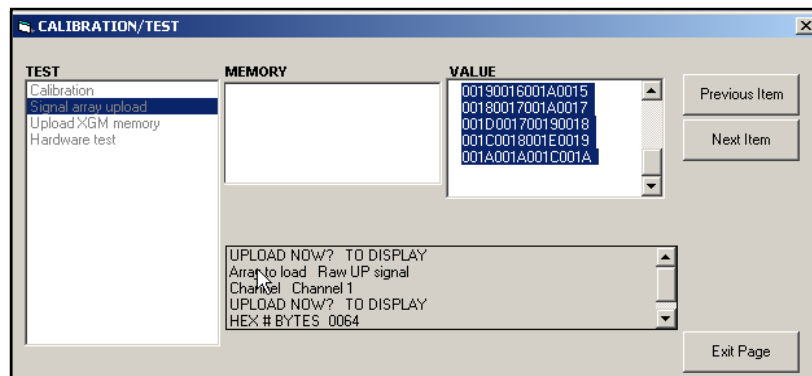 CALIBRATION/TEST
TEST
MEMORY
VALUE
Calibration
Signal array upload
Upload XGM memory
Hardware test
00190016001A0015
00180017001A0017
001D001700190018
001C0018001E0019
001A001A001C001A
Previous Item
Next Item
UPLOAD NOW? TO DISPLAY
Array to load Raw UP signal
Channel Channel 1
UPLOAD NOW? TO DISPLAY
HEX # BYTES 0064
Exit Page